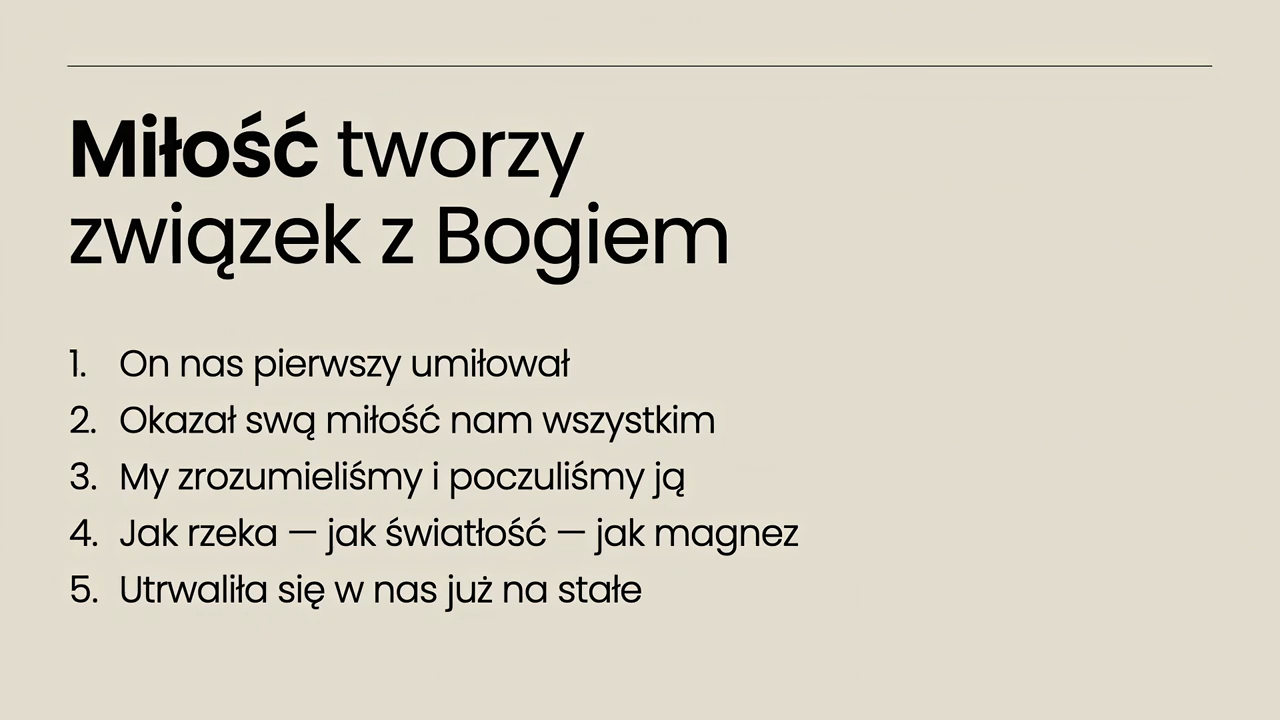 Miłość tworzy
związek z Bogiem
1. On nas pierwszy umiłował
2. Okazał swą miłość nam wszystkim
3. My zrozumieliśmy i poczuliśmy ją
4. Jak rzeka — jak światłość — jak magnez
5. Utrwaliła się w nas już na stałe